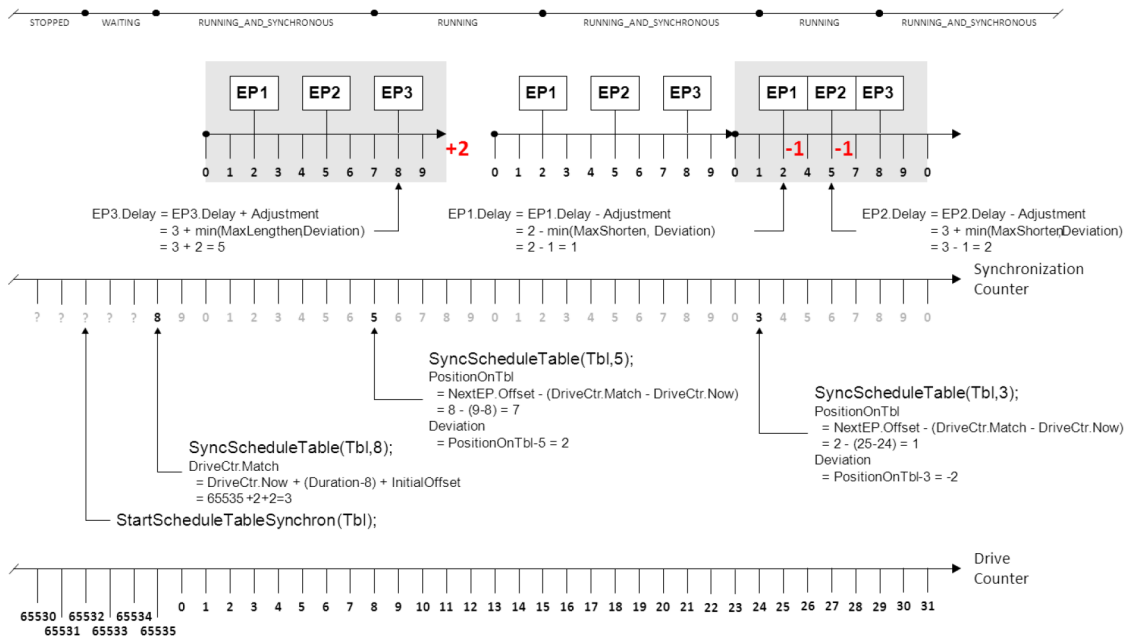 STOPPED WAITING RUNNING_AND_SYNCHRONOUS RUNNING RUNNING_AND_SYNCHRONOUS RUNNING RUNNING_AND_SYNCHRONOUS
EP1 EP2 EP3 EP1 EP2 EP3 EP1 EP2 EP3
+2 -1 -1
0 1 2 3 4 5 6 7 8 9 0 1 2 3 4 5 6 7 8 9 0 1 2 3 4 5 6 7 8 9 0
EP3.Delay = EP3.Delay + Adjustment
= 3 + min(MaxLengthen,Deviation)
= 3 + 2 = 5
EP1.Delay = EP1.Delay - Adjustment
= 2 - min(MaxShorten, Deviation)
= 2 - 1 = 1
EP2.Delay = EP2.Delay - Adjustment
= 3 + min(MaxShorten,Deviation)
= 3 - 1 = 2
Synchronization
Counter
? ? ? ? ? 8 9 0 1 2 3 4 5 6 5 6 7 8 9 0 1 2 3 4 5 6 7 8 9 0 3 4 5 6 7 8 9 0
SyncScheduleTable(Tbl,5);
PositionOnTbl
= NextEP.Offset - (DriveCtr.Match - DriveCtr.Now)
= 8 - (9-8) = 7
Deviation
= PositionOnTbl-5 = 2
SyncScheduleTable(Tbl,3);
PositionOnTbl
= NextEP.Offset - (DriveCtr.Match - DriveCtr.Now)
= 2 - (25-24) = 1
Deviation
= PositionOnTbl-3 = -2
SyncScheduleTable(Tbl,8);
DriveCtr.Match
= DriveCtr.Now + (Duration-8) + InitialOffset
= 65535+2+2=3
StartScheduleTableSynchron(Tbl);
Drive
Counter
0 1 2 3 4 5 6 7 8 9 10 11 12 13 14 15 16 17 18 19 20 21 22 23 24 25 26 27 28 29 30 31
65530 65532 65534
65531 65533 65535